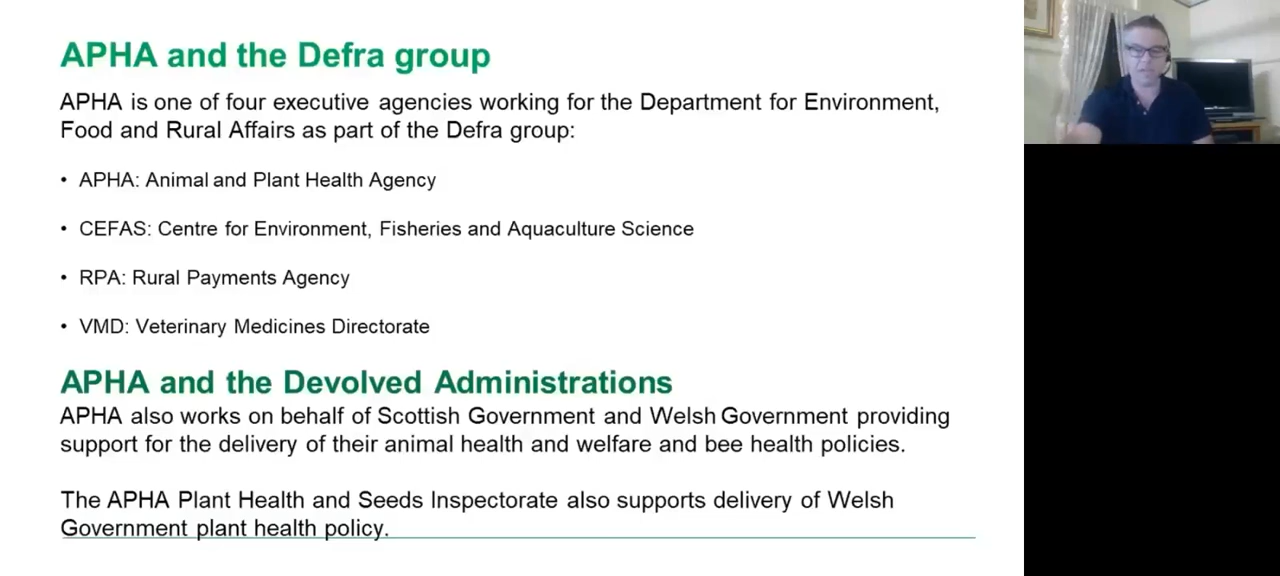 APHA and the Defra group
APHA is one of four executive agencies working for the Department for Environment,
Food and Rural Affairs as part of the Defra group:
• APHA: Animal and Plant Health Agency
• CEFAS: Centre for Environment, Fisheries and Aquaculture Science
• RPA: Rural Payments Agency
• VMD: Veterinary Medicines Directorate
APHA and the Devolved Administrations
APHA also works on behalf of Scottish Government and Welsh Government providing
support for the delivery of their animal health and welfare and bee health policies.
The APHA Plant Health and Seeds Inspectorate also supports delivery of Welsh
Government plant health policy.